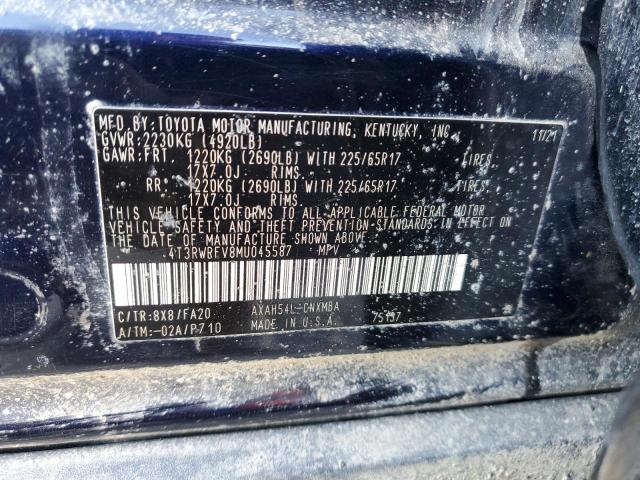 MFD. BY: TOYOTA MOTOR MANUFACTURING, KENTUCKY, INC. 11/21
GVWR: 2230KG (4920LB)
GAWR: FRT 1220KG (2690LB) WITH 225/65R17 TIRES
17X7.0J RIMS
RR: 1220KG (2690LB) WITH 225/65R17 TIRES
17X7.0J RIMS
THIS VEHICLE CONFORMS TO ALL APPLICABLE FEDERAL MOTOR
VEHICLE SAFETY AND THEFT PREVENTION STANDARDS IN EFFECT ON
THE DATE OF MANUFACTURE SHOWN ABOVE.
4T3RWRFV8MU045587 MPV
C/TR: 8X8/FA20 AXAH54L-CNXMBA
A/TM: -02A/P710 MADE IN U.S.A.